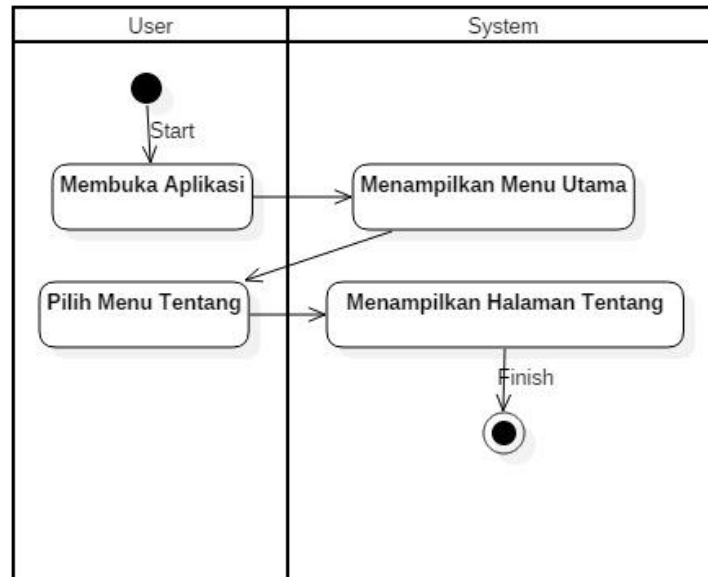 User
System
Start
Membuka Aplikasi
Menampilkan Menu Utama
Pilih Menu Tentang
Menampilkan Halaman Tentang
Finish